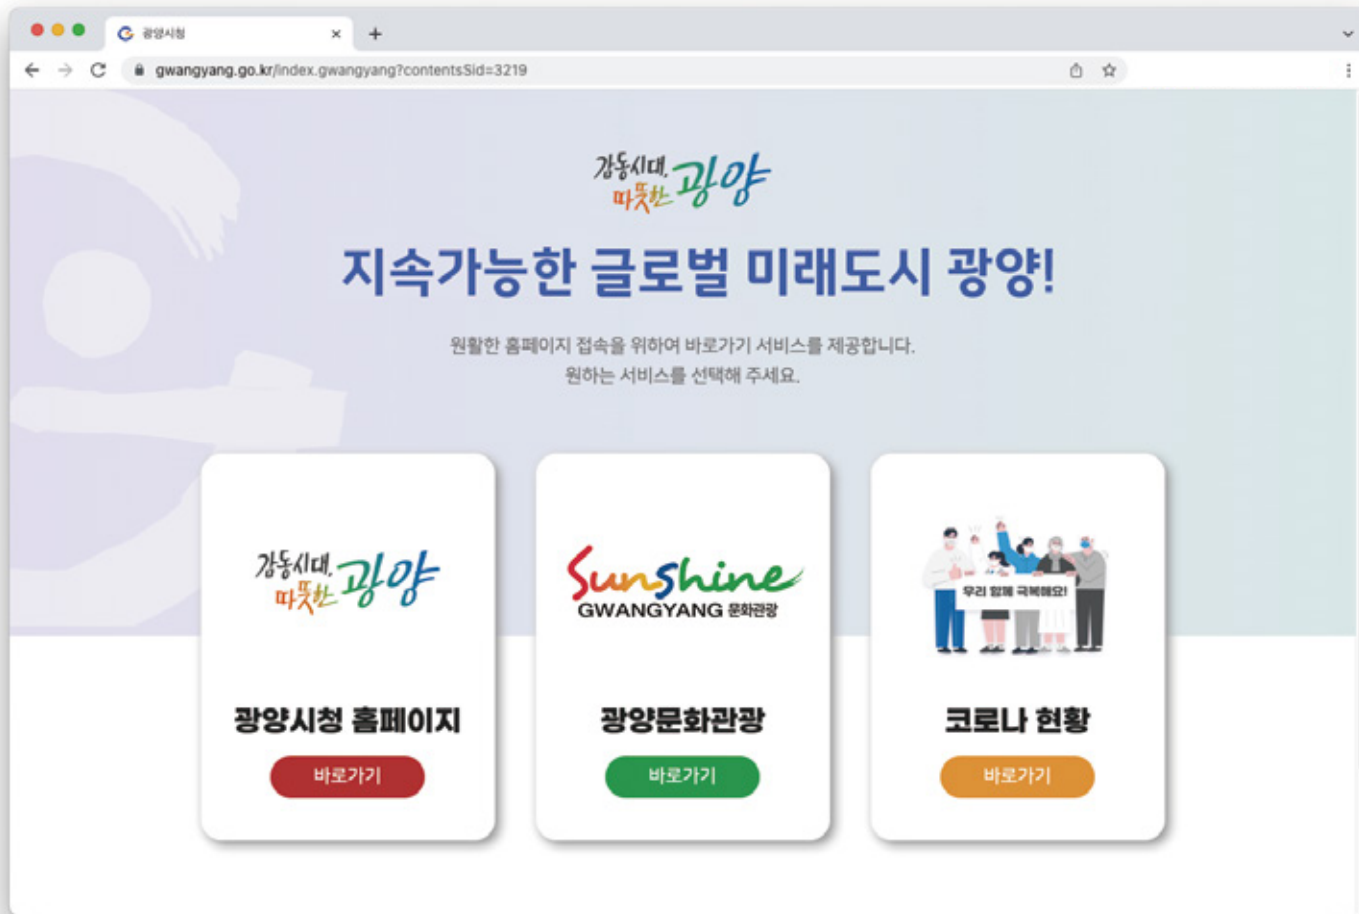 광양시청
gwangyang.go.kr/index.gwangyang?contentsSid=3219
감동시대,
따뜻한 광양
지속가능한 글로벌 미래도시 광양!
원활한 홈페이지 접속을 위하여 바로가기 서비스를 제공합니다.
원하는 서비스를 선택해 주세요.
감동시대,
따뜻한 광양
광양시청 홈페이지
바로가기
Sunshine
GWANGYANG 문화관광
광양문화관광
바로가기
우리 함께 극복해요!
코로나 현황
바로가기